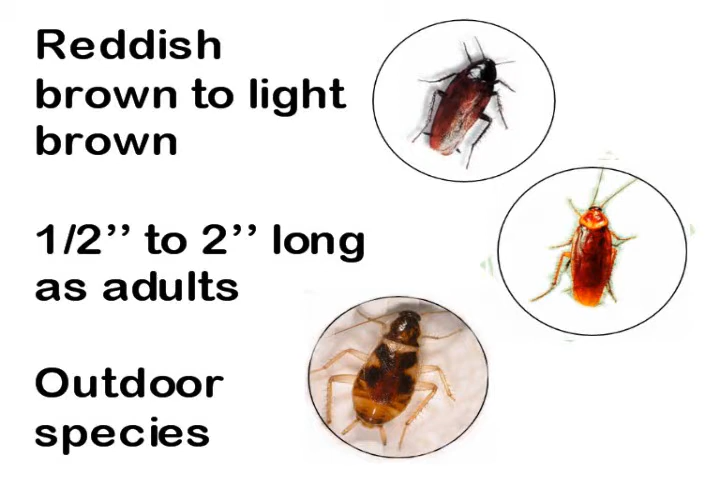 Reddish
brown to light
brown
1/2’’ to 2’’ long
as adults
Outdoor
species